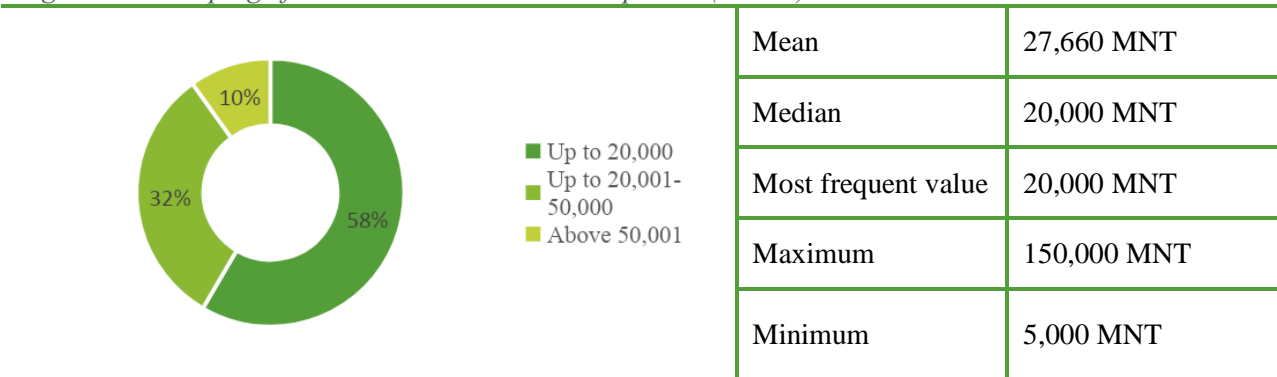 10%
32%
58%
Up to 20,000
Up to 20,001-
50,000
Above 50,001
Mean 27,660 MNT
Median 20,000 MNT
Most frequent value 20,000 MNT
Maximum 150,000 MNT
Minimum 5,000 MNT